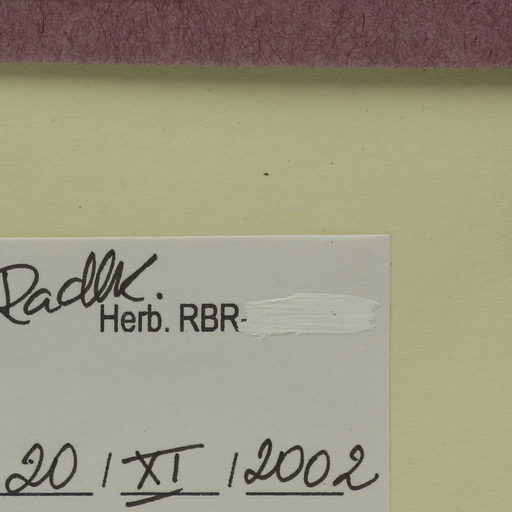 Radlk.
Herb. RBR-
20 / XI / 2002